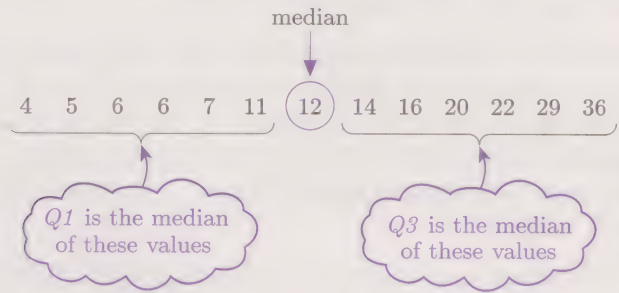 median
4 5 6 6 7 11 12 14 16 20 22 29 36
Q1 is the median
of these values
Q3 is the median
of these values